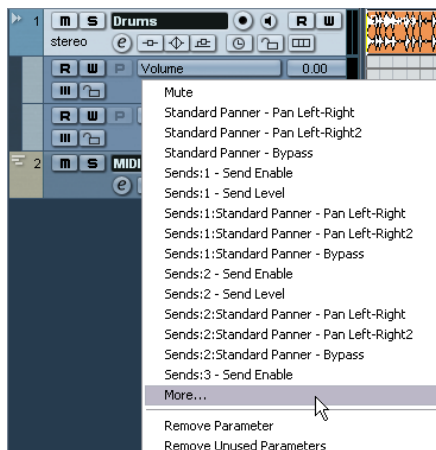 1 m S Drums R W
stereo e
R W P Volume 0.00
R W P
2 m S MIDI
e
Mute
Standard Panner - Pan Left-Right
Standard Panner - Pan Left-Right2
Standard Panner - Bypass
Sends:1 - Send Enable
Sends:1 - Send Level
Sends:1:Standard Panner - Pan Left-Right
Sends:1:Standard Panner - Pan Left-Right2
Sends:1:Standard Panner - Bypass
Sends:2 - Send Enable
Sends:2 - Send Level
Sends:2:Standard Panner - Pan Left-Right
Sends:2:Standard Panner - Pan Left-Right2
Sends:2:Standard Panner - Bypass
Sends:3 - Send Enable
More...
Remove Parameter
Remove Unused Parameters